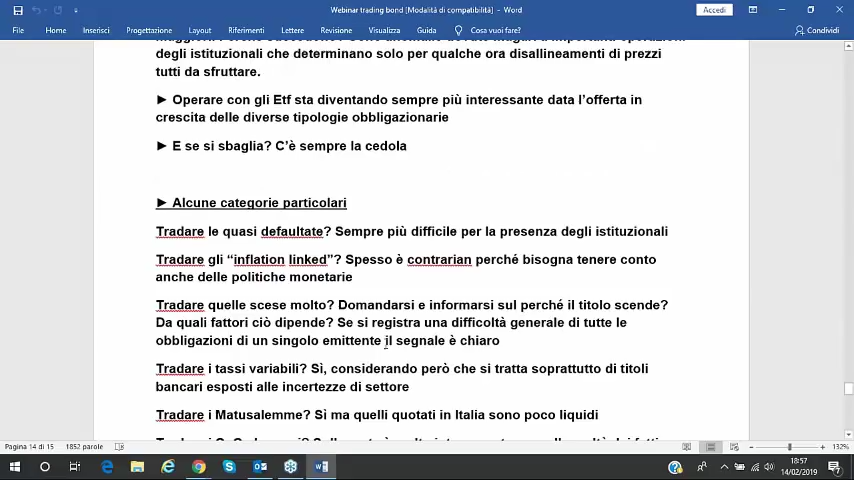 Webinar trading bond [Modalità di compatibilità] - Word
Accedi
File Home Inserisci Progettazione Layout Riferimenti Lettere Revisione Visualizza Guida Cosa vuoi fare? Condividi
degli istituzionali che determinano solo per qualche ora disallineamenti di prezzi
tutti da sfruttare.
► Operare con gli Etf sta diventando sempre più interessante data l’offerta in
crescita delle diverse tipologie obbligazionarie
► E se si sbaglia? C’è sempre la cedola
► Alcune categorie particolari
Tradare le quasi defaultate? Sempre più difficile per la presenza degli istituzionali
Tradare gli “inflation linked”? Spesso è contrarian perché bisogna tenere conto
anche delle politiche monetarie
Tradare quelle scese molto? Domandarsi e informarsi sul perché il titolo scende?
Da quali fattori ciò dipende? Se si registra una difficoltà generale di tutte le
obbligazioni di un singolo emittente il segnale è chiaro
Tradare i tassi variabili? Sì, considerando però che si tratta soprattutto di titoli
bancari esposti alle incertezze di settore
Tradare i Matusalemme? Sì ma quelli quotati in Italia sono poco liquidi
Pagina 14 di 15 1852 parole 132%
18:57
14/02/2019